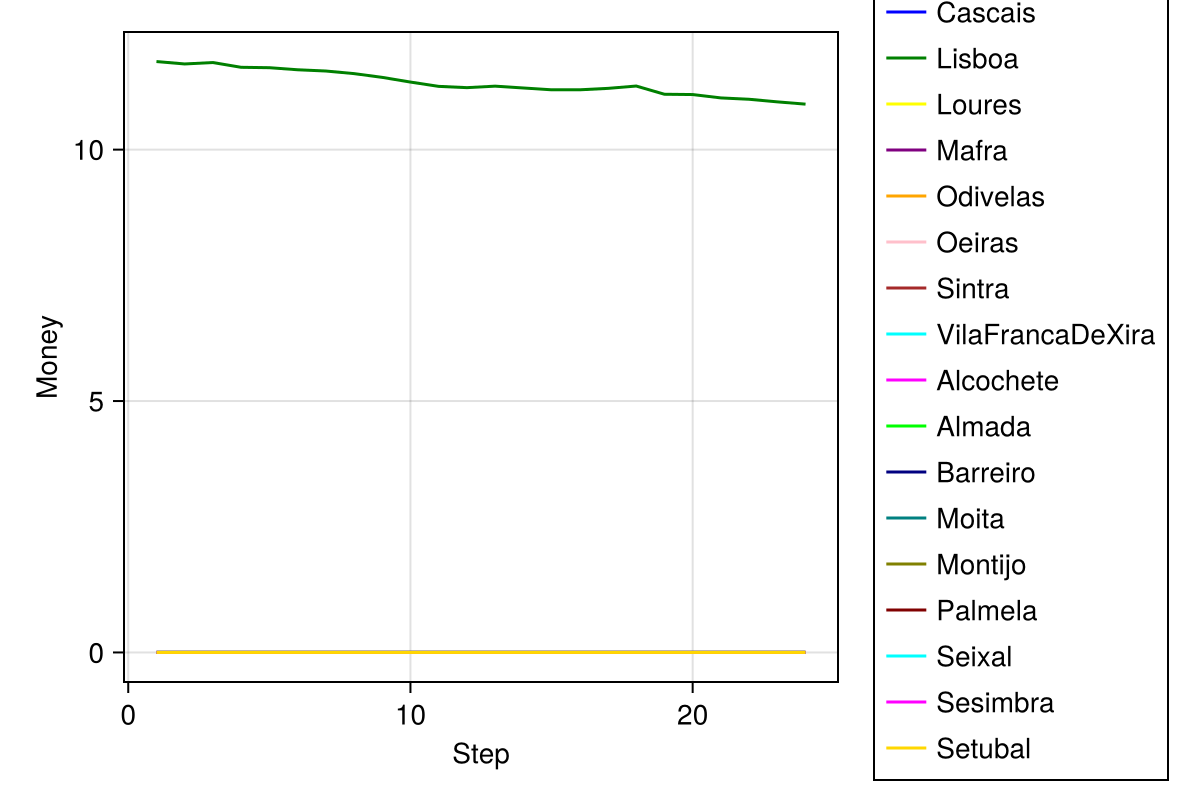 10
5
0
Money
0
10
20
Step
Cascais
Lisboa
Loures
Mafra
Odivelas
Oeiras
Sintra
VilaFrancaDeXira
Alcochete
Almada
Barreiro
Moita
Montijo
Palmela
Seixal
Sesimbra
Setubal